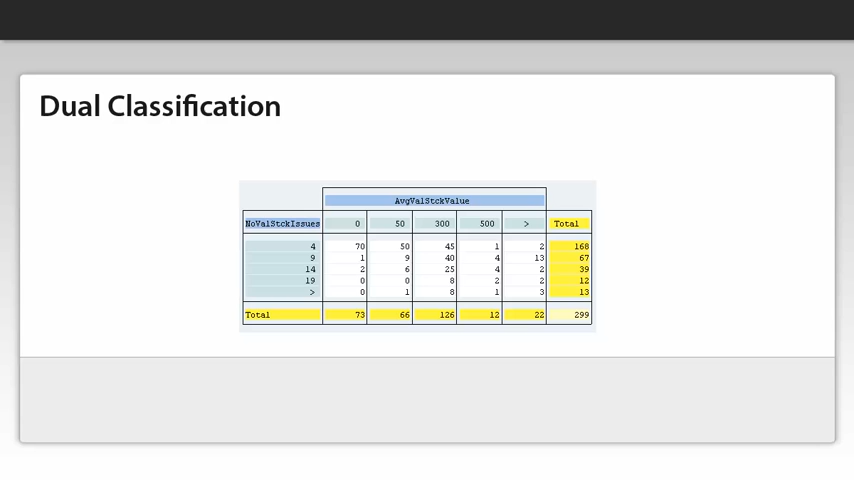 Dual Classification
AvgValStckValue
NoValStckIssues 0 50 300 500 > Total
4 70 50 45 1 2 168
9 1 9 40 4 13 67
14 2 6 25 4 2 39
19 0 0 8 2 2 12
> 0 1 8 1 3 13
Total 73 66 126 12 22 299